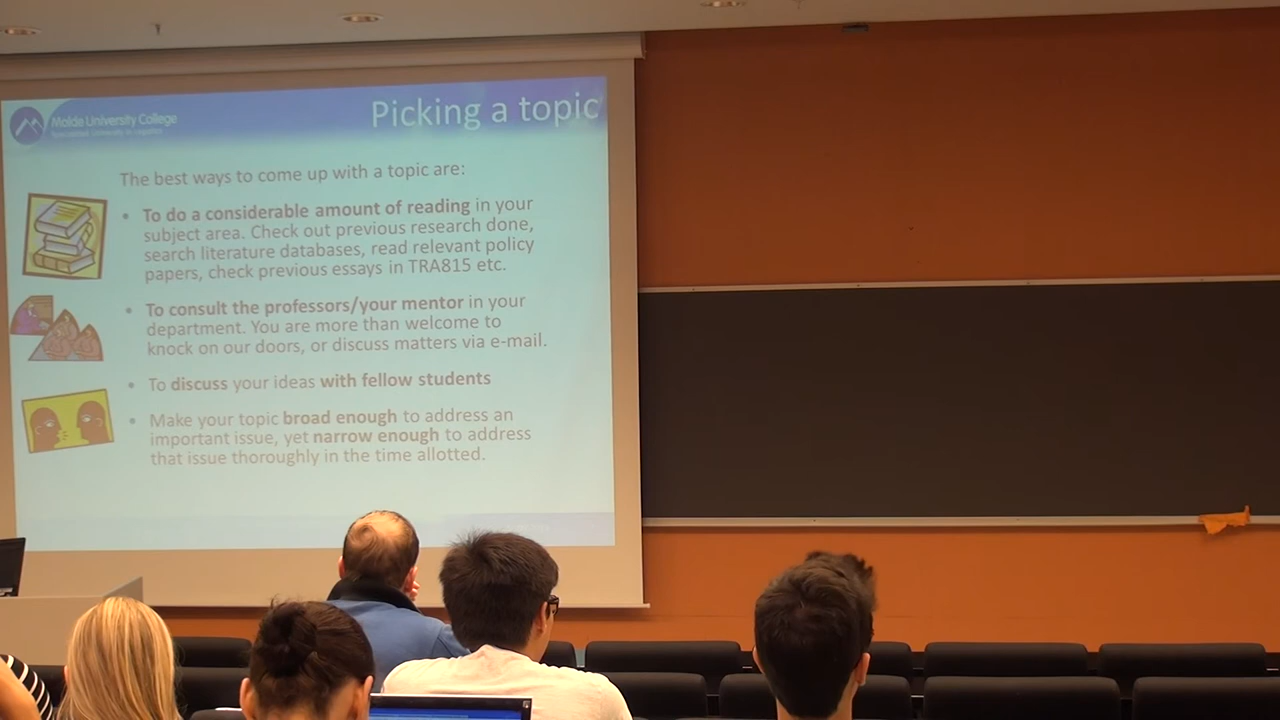 Molde University College
Specialized University in Logistics
Picking a topic
The best ways to come up with a topic are:
• To do a considerable amount of reading in your
subject area. Check out previous research done,
search literature databases, read relevant policy
papers, check previous essays in TRA815 etc.
• To consult the professors/your mentor in your
department. You are more than welcome to
knock on our doors, or discuss matters via e-mail.
• To discuss your ideas with fellow students
• Make your topic broad enough to address an
important issue, yet narrow enough to address
that issue thoroughly in the time allotted.